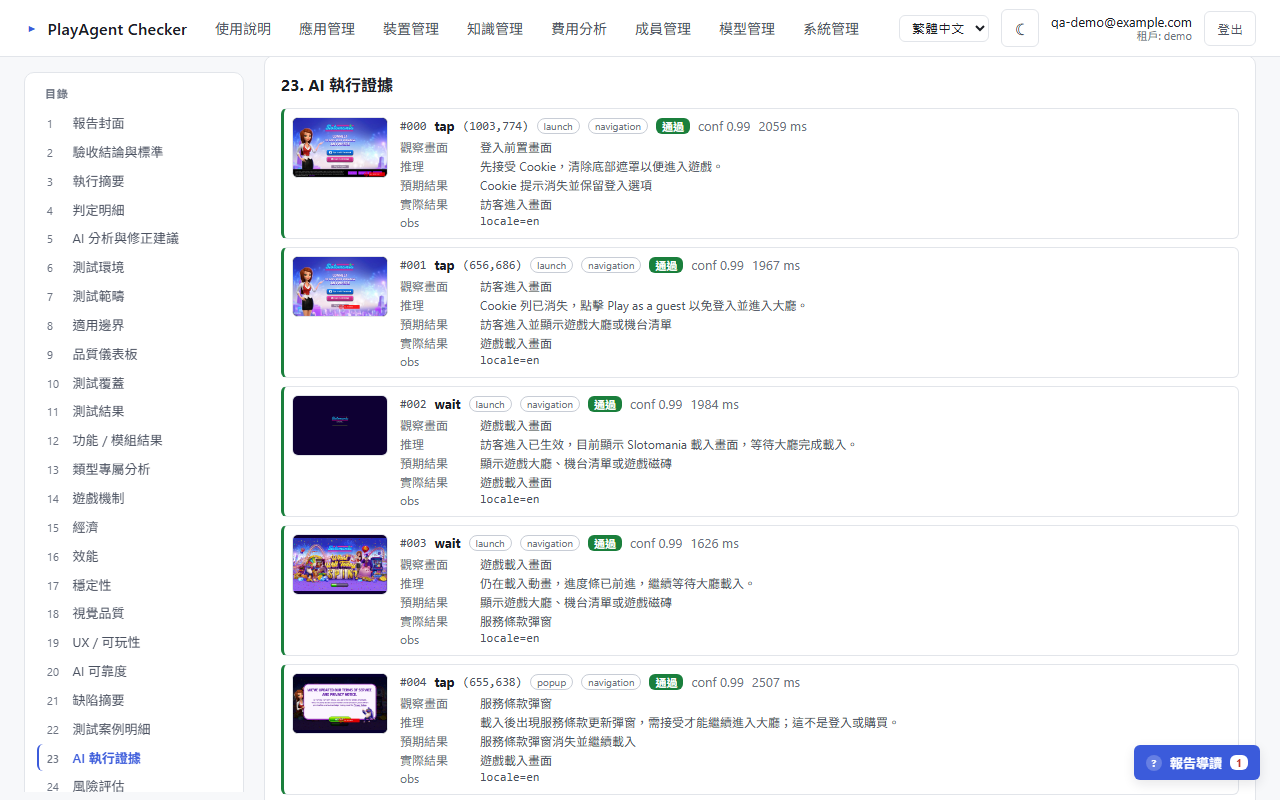 PlayAgent Checker 使用說明 應用管理 裝置管理 知識管理 費用分析 成員管理 模型管理 系統管理 繁體中文 qa-demo@example.com 登出
租戶: demo
目錄
1 報告封面
2 驗收結論與標準
3 執行摘要
4 判定明細
5 AI 分析與修正建議
6 測試環境
7 測試範疇
8 適用邊界
9 品質儀表板
10 測試覆蓋
11 測試結果
12 功能 / 模組結果
13 類型專屬分析
14 遊戲機制
15 經濟
16 效能
17 穩定性
18 視覺品質
19 UX / 可玩性
20 AI 可靠度
21 缺陷摘要
22 測試案例明細
23 AI 執行證據
24 風險評估
23. AI 執行證據
#000 tap (1003,774) launch navigation 通過 conf 0.99 2059 ms
觀察畫面 登入前置畫面
推理 先接受 Cookie，清除底部遮罩以便進入遊戲。
預期結果 Cookie 提示消失並保留登入選項
實際結果 訪客進入畫面
obs locale=en
#001 tap (656,686) launch navigation 通過 conf 0.99 1967 ms
觀察畫面 訪客進入畫面
推理 Cookie 列已消失，點擊 Play as a guest 以免登入並進入大廳。
預期結果 訪客進入並顯示遊戲大廳或機台清單
實際結果 遊戲載入畫面
obs locale=en
#002 wait launch navigation 通過 conf 0.99 1984 ms
觀察畫面 遊戲載入畫面
推理 訪客進入已生效，目前顯示 Slotomania 載入畫面，等待大廳完成載入。
預期結果 顯示遊戲大廳、機台清單或遊戲磁磚
實際結果 遊戲載入畫面
obs locale=en
#003 wait launch navigation 通過 conf 0.99 1626 ms
觀察畫面 遊戲載入畫面
推理 仍在載入動畫，進度條已前進，繼續等待大廳載入。
預期結果 顯示遊戲大廳、機台清單或遊戲磁磚
實際結果 服務條款彈窗
obs locale=en
#004 tap (655,638) popup navigation 通過 conf 0.99 2507 ms
觀察畫面 服務條款彈窗
推理 載入後出現服務條款更新彈窗，需接受才能繼續進入大廳；這不是登入或購買。
預期結果 服務條款彈窗消失並繼續載入
實際結果 遊戲載入畫面
obs locale=en
? 報告導讀 1